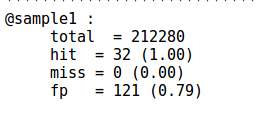 @sample1 :
total = 212280
hit = 32 (1.00)
miss = 0 (0.00)
fp = 121 (0.79)